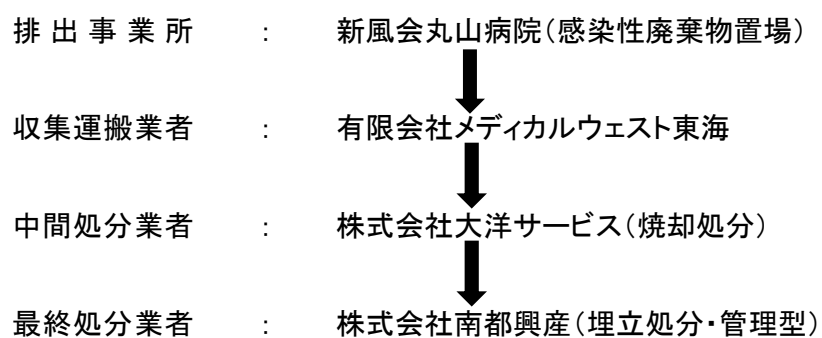 排出事業所 : 新風会丸山病院(感染性廃棄物置場)
収集運搬業者 : 有限会社メディカルウェスト東海
中間処分業者 : 株式会社大洋サービス(焼却処分)
最終処分業者 : 株式会社南都興産(埋立処分・管理型)